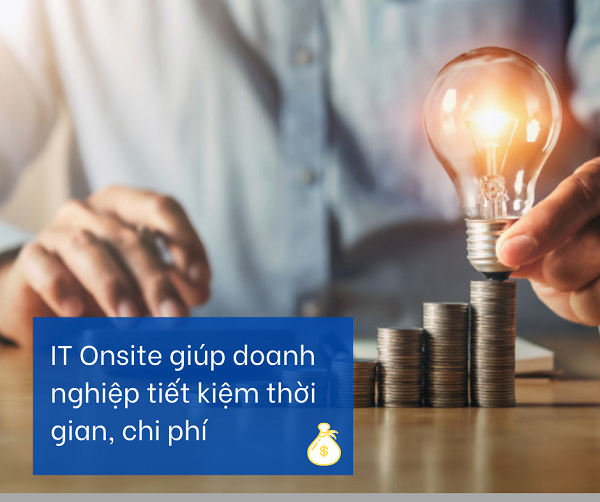 IT Onsite giúp doanh
nghiệp tiết kiệm thời
gian, chi phí
$